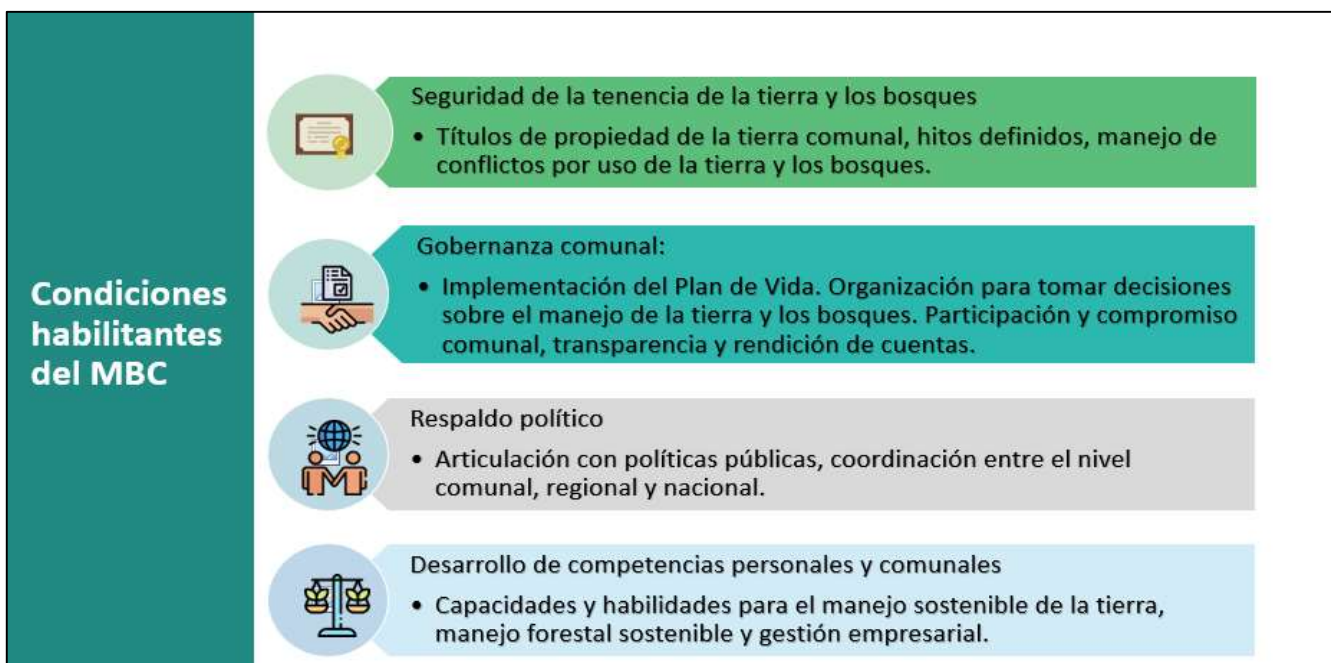 Condiciones
habilitantes
del MBC
Seguridad de la tenencia de la tierra y los bosques
• Títulos de propiedad de la tierra comunal, hitos definidos, manejo de
conflictos por uso de la tierra y los bosques.
Gobernanza comunal:
• Implementación del Plan de Vida. Organización para tomar decisiones
sobre el manejo de la tierra y los bosques. Participación y compromiso
comunal, transparencia y rendición de cuentas.
Respaldo político
• Articulación con políticas públicas, coordinación entre el nivel
comunal, regional y nacional.
Desarrollo de competencias personales y comunales
• Capacidades y habilidades para el manejo sostenible de la tierra,
manejo forestal sostenible y gestión empresarial.